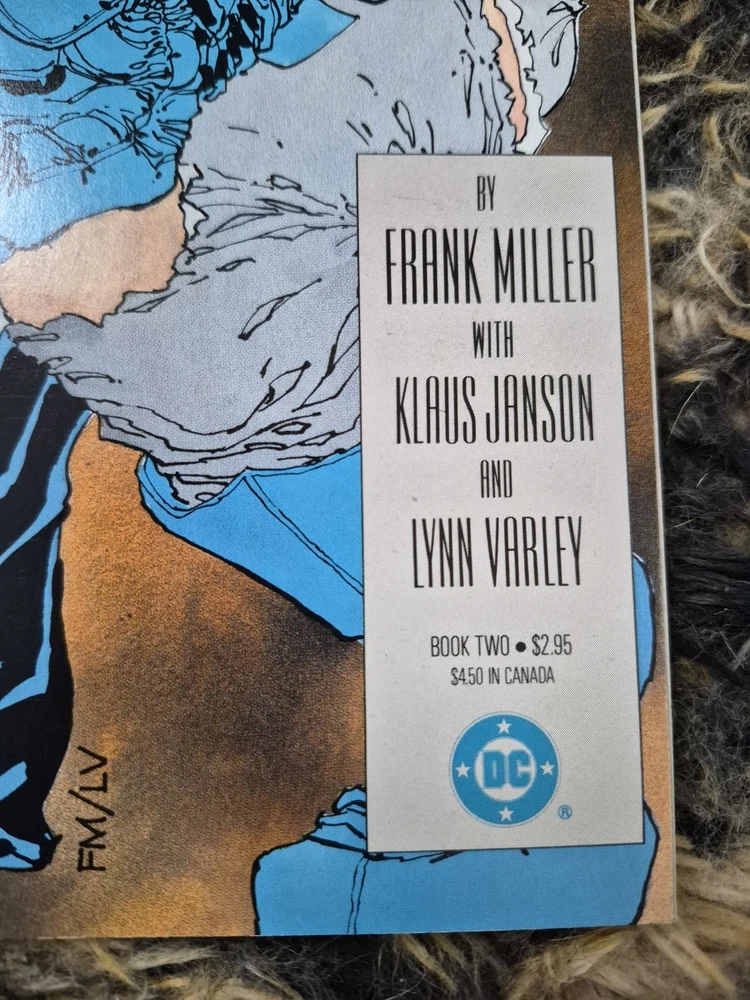 BY
FRANK MILLER
WITH
KLAUS JANSON
AND
LYNN VARLEY
BOOK TWO • $2.95
$4.50 IN CANADA
DC
®
FM/LV